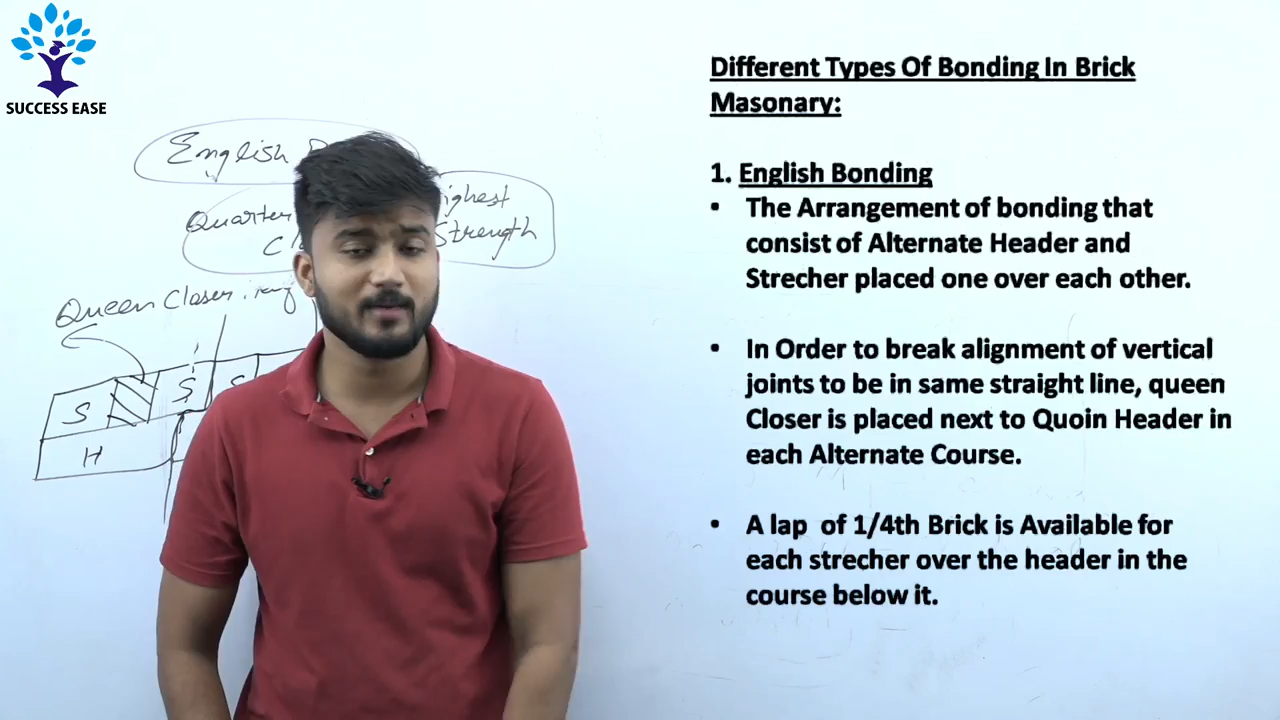 SUCCESS EASE
English
Quarter
ighest
Strength
Queen Closer
S
S
S
H
Different Types Of Bonding In Brick
Masonary:
1. English Bonding
• The Arrangement of bonding that
consist of Alternate Header and
Strecher placed one over each other.
• In Order to break alignment of vertical
joints to be in same straight line, queen
Closer is placed next to Quoin Header in
each Alternate Course.
• A lap of 1/4th Brick is Available for
each strecher over the header in the
course below it.